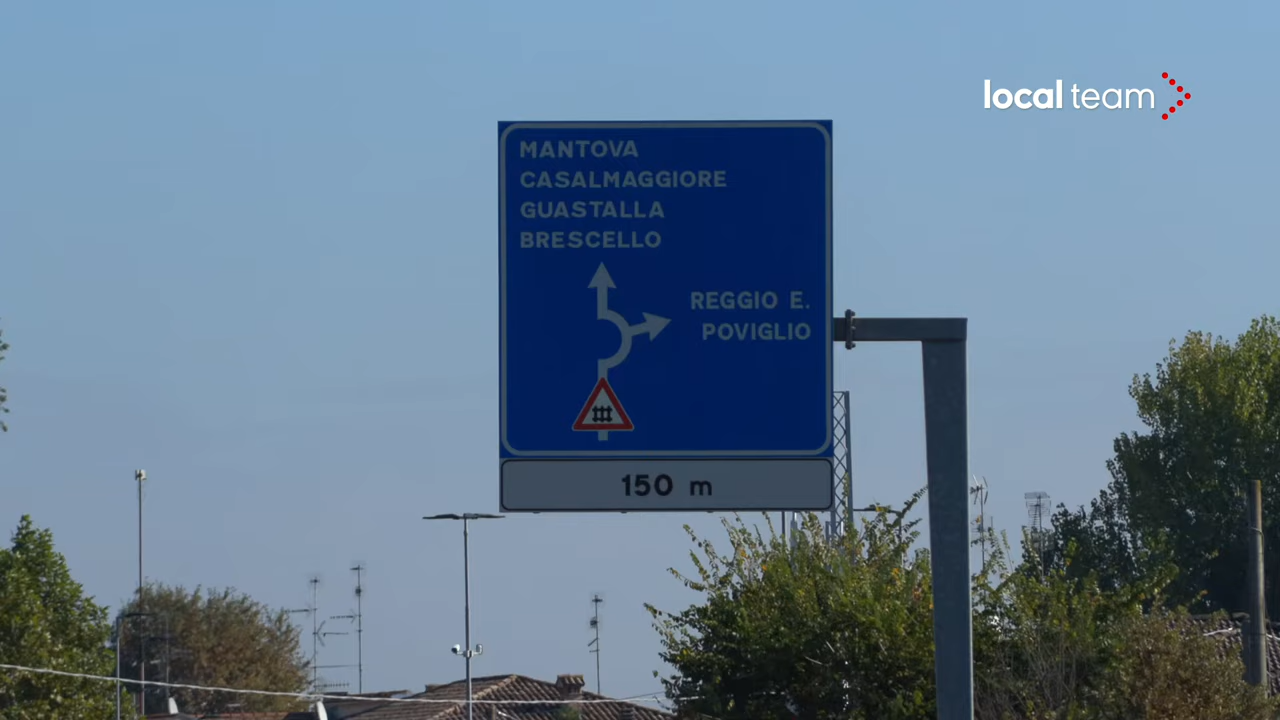 local team
MANTOVA
CASALMAGGIORE
GUASTALLA
BRESCELLO
REGGIO E.
POVIGLIO
150 m